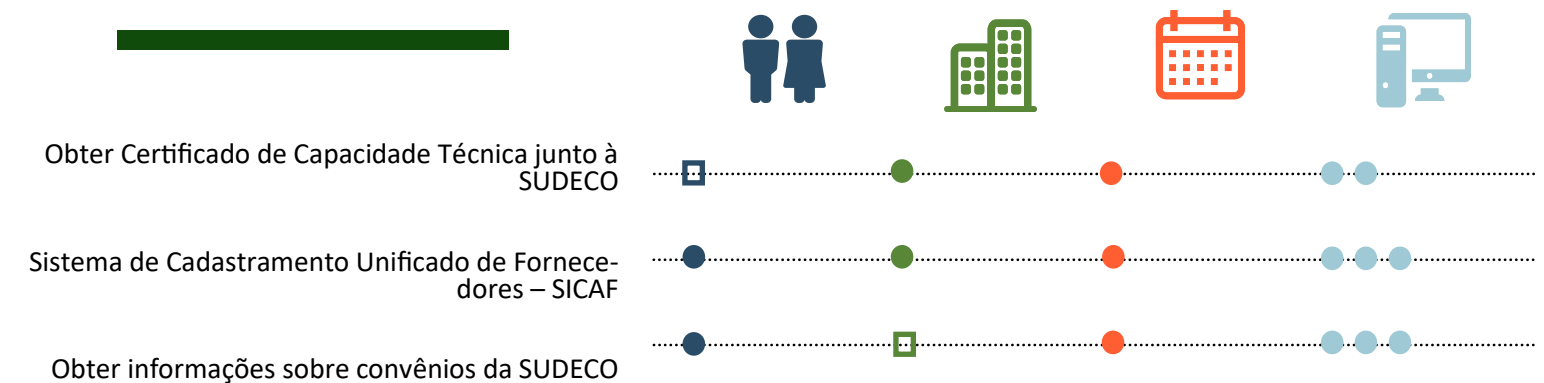 Obter Certificado de Capacidade Técnica junto à
SUDECO
Sistema de Cadastramento Unificado de Fornece-
dores – SICAF
Obter informações sobre convênios da SUDECO